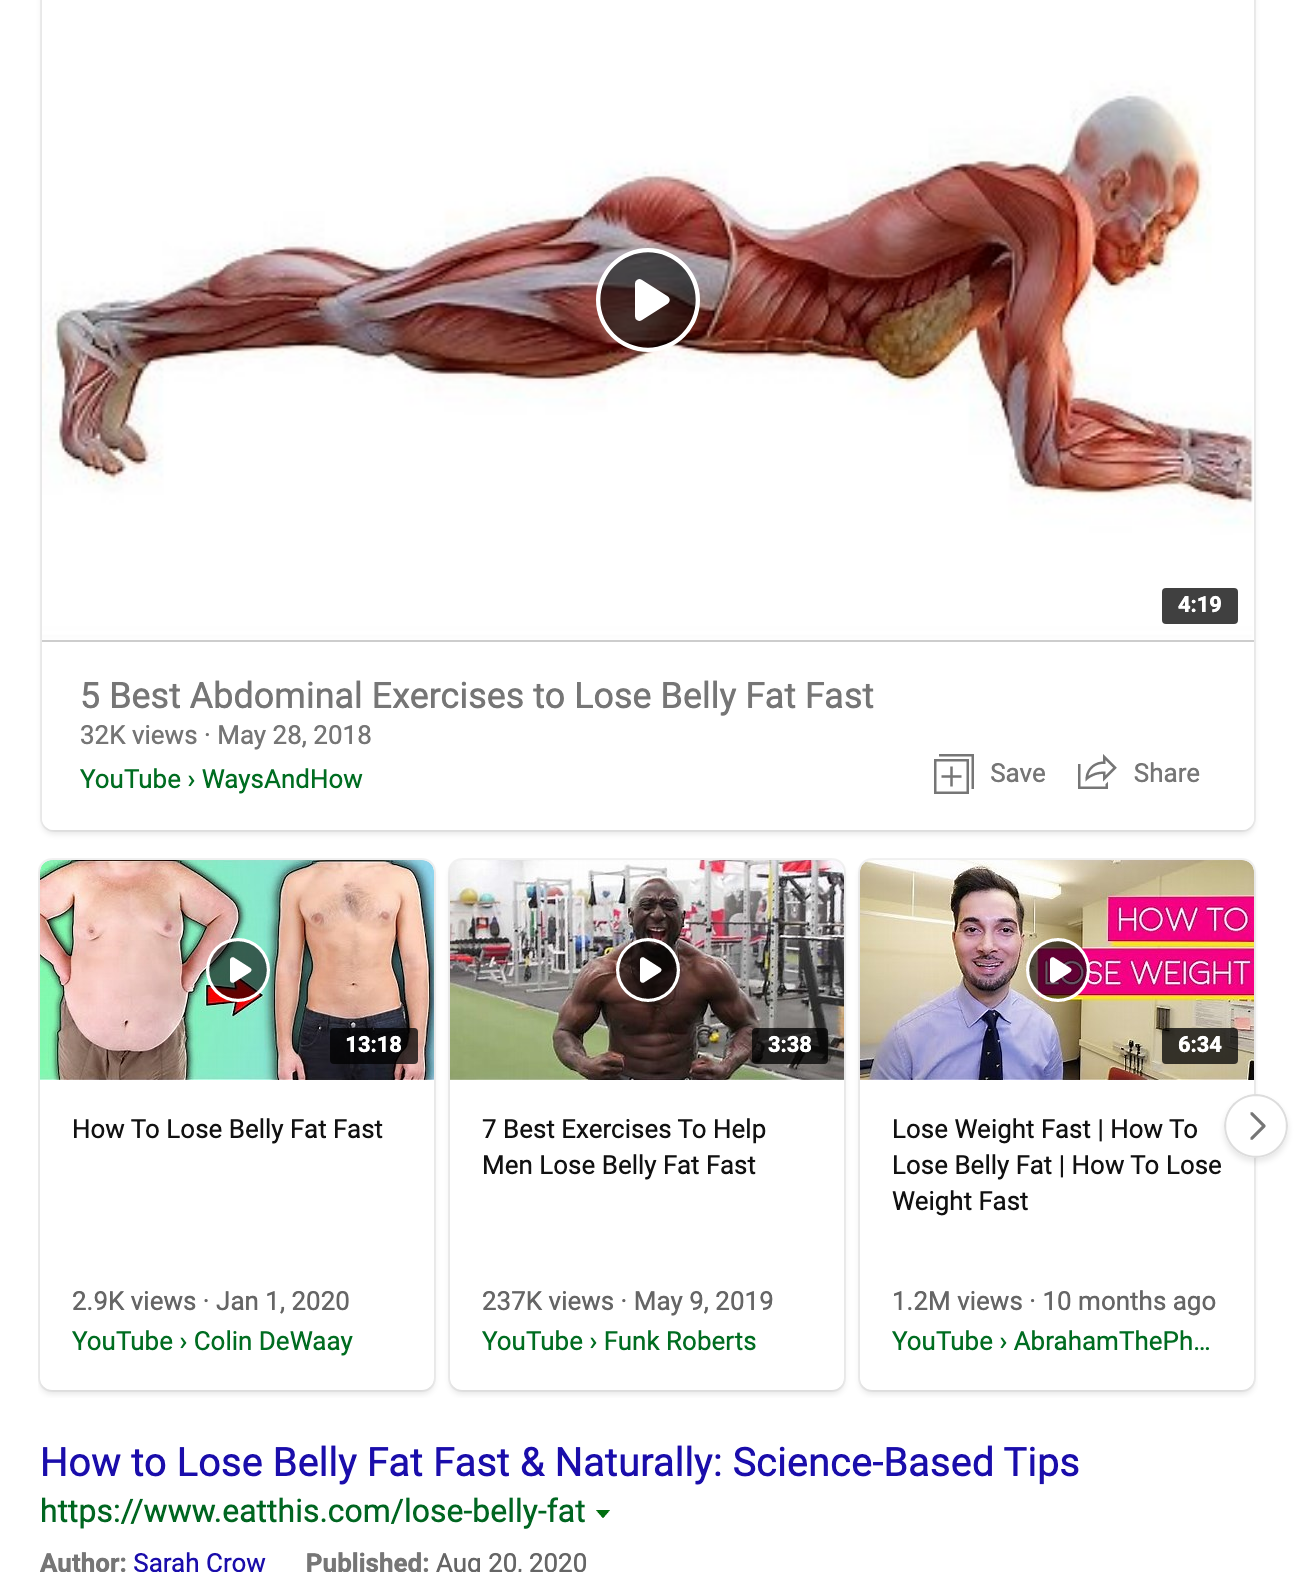 4:19
5 Best Abdominal Exercises to Lose Belly Fat Fast
32K views · May 28, 2018
YouTube › WaysAndHow
Save
Share
13:18
How To Lose Belly Fat Fast
2.9K views · Jan 1, 2020
YouTube › Colin DeWaay
3:38
7 Best Exercises To Help
Men Lose Belly Fat Fast
237K views · May 9, 2019
YouTube › Funk Roberts
HOW TO
LOSE WEIGHT
6:34
Lose Weight Fast | How To
Lose Belly Fat | How To Lose
Weight Fast
1.2M views · 10 months ago
YouTube › AbrahamThePh...
How to Lose Belly Fat Fast & Naturally: Science-Based Tips
https://www.eatthis.com/lose-belly-fat
Author: Sarah Crow Published: Aug 20, 2020